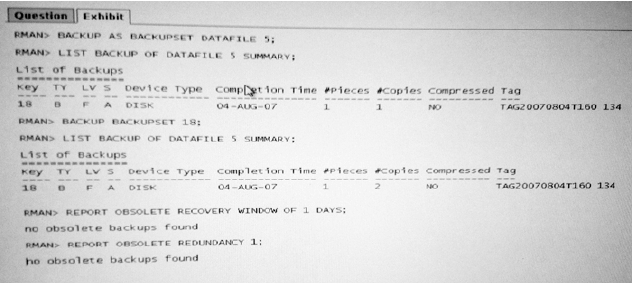 Question Exhibit
RMAN> BACKUP AS BACKUPSET DATAFILE 5;
RMAN> LIST BACKUP OF DATAFILE 5 SUMMARY;
List of Backups
===============
Key TY LV S Device Type Completion Time #Pieces #Copies Compressed Tag
--- -- -- - ----------- --------------- ------- ------- ---------- ---
18 B F A DISK 04-AUG-07 1 1 NO TAG20070804T160 134
RMAN> BACKUP BACKUPSET 18;
RMAN> LIST BACKUP OF DATAFILE 5 SUMMARY;
List of Backups
===============
Key TY LV S Device Type Completion Time #Pieces #Copies Compressed Tag
--- -- -- - ----------- --------------- ------- ------- ---------- ---
18 B F A DISK 04-AUG-07 1 2 NO TAG20070804T160 134
RMAN> REPORT OBSOLETE RECOVERY WINDOW OF 1 DAYS;
no obsolete backups found
RMAN> REPORT OBSOLETE REDUNDANCY 1;
no obsolete backups found